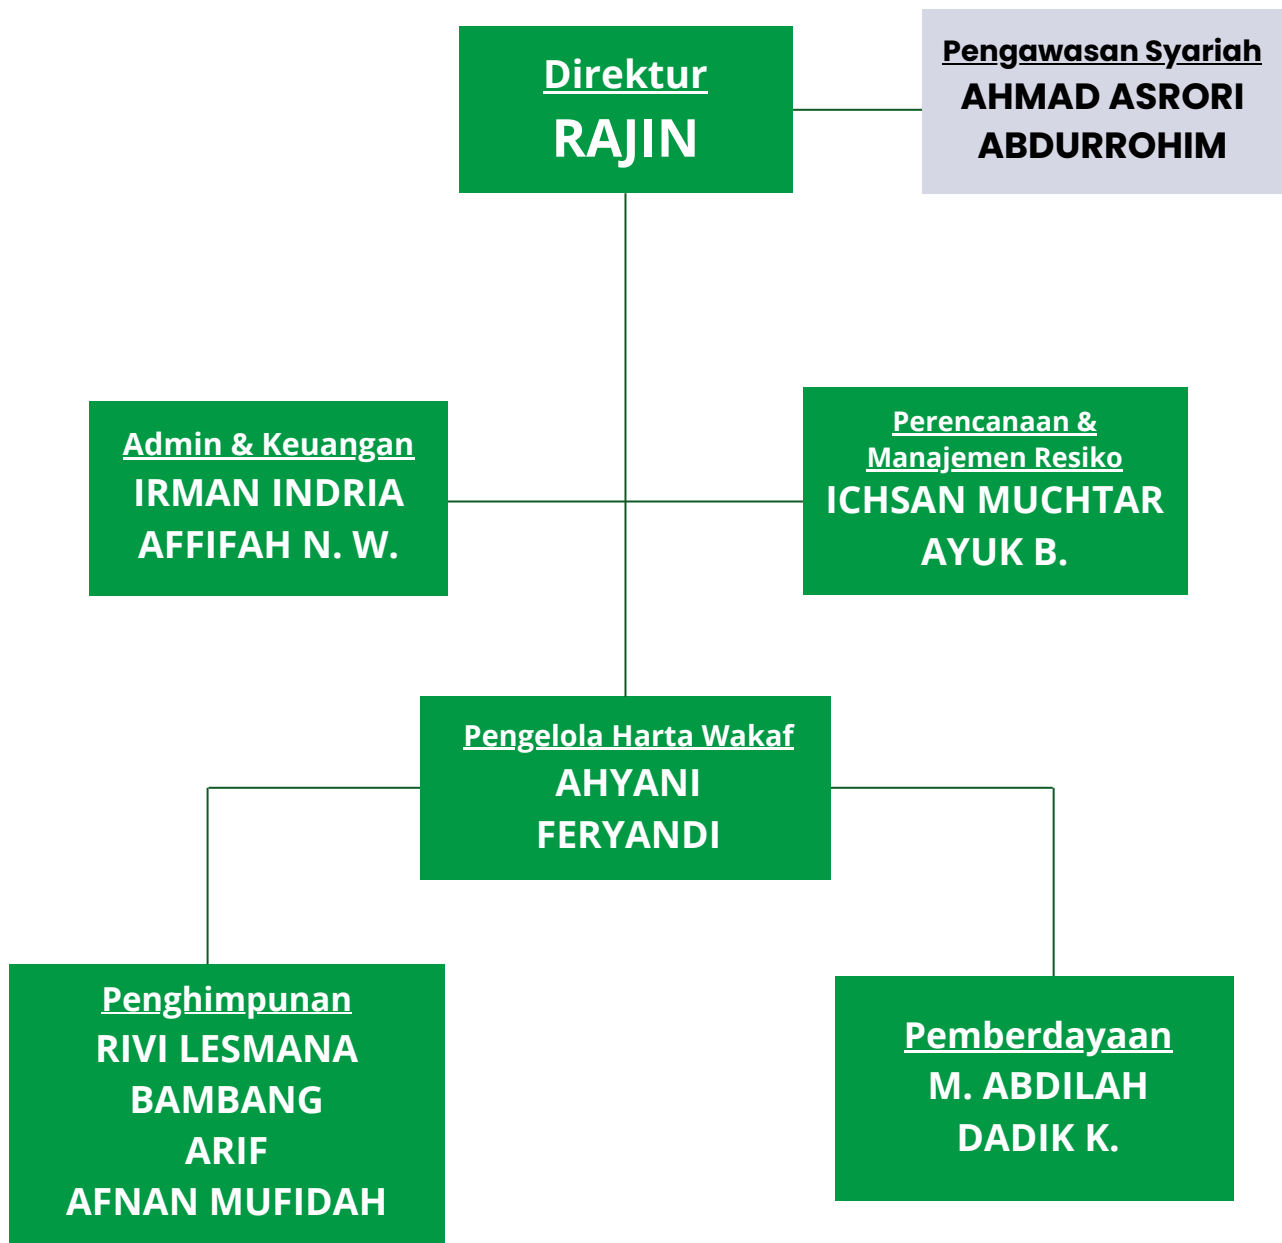 Direktur
RAJIN
Pengawasan Syariah
AHMAD ASRORI
ABDURROHIM
Admin & Keuangan
IRMAN INDRIA
AFFIFAH N. W.
Perencanaan &
Manajemen Resiko
ICHSAN MUCHTAR
AYUK B.
Pengelola Harta Wakaf
AHYANI
FERYANDI
Penghimpunan
RIVI LESMANA
BAMBANG
ARIF
AFNAN MUFIDAH
Pemberdayaan
M. ABDILAH
DADIK K.